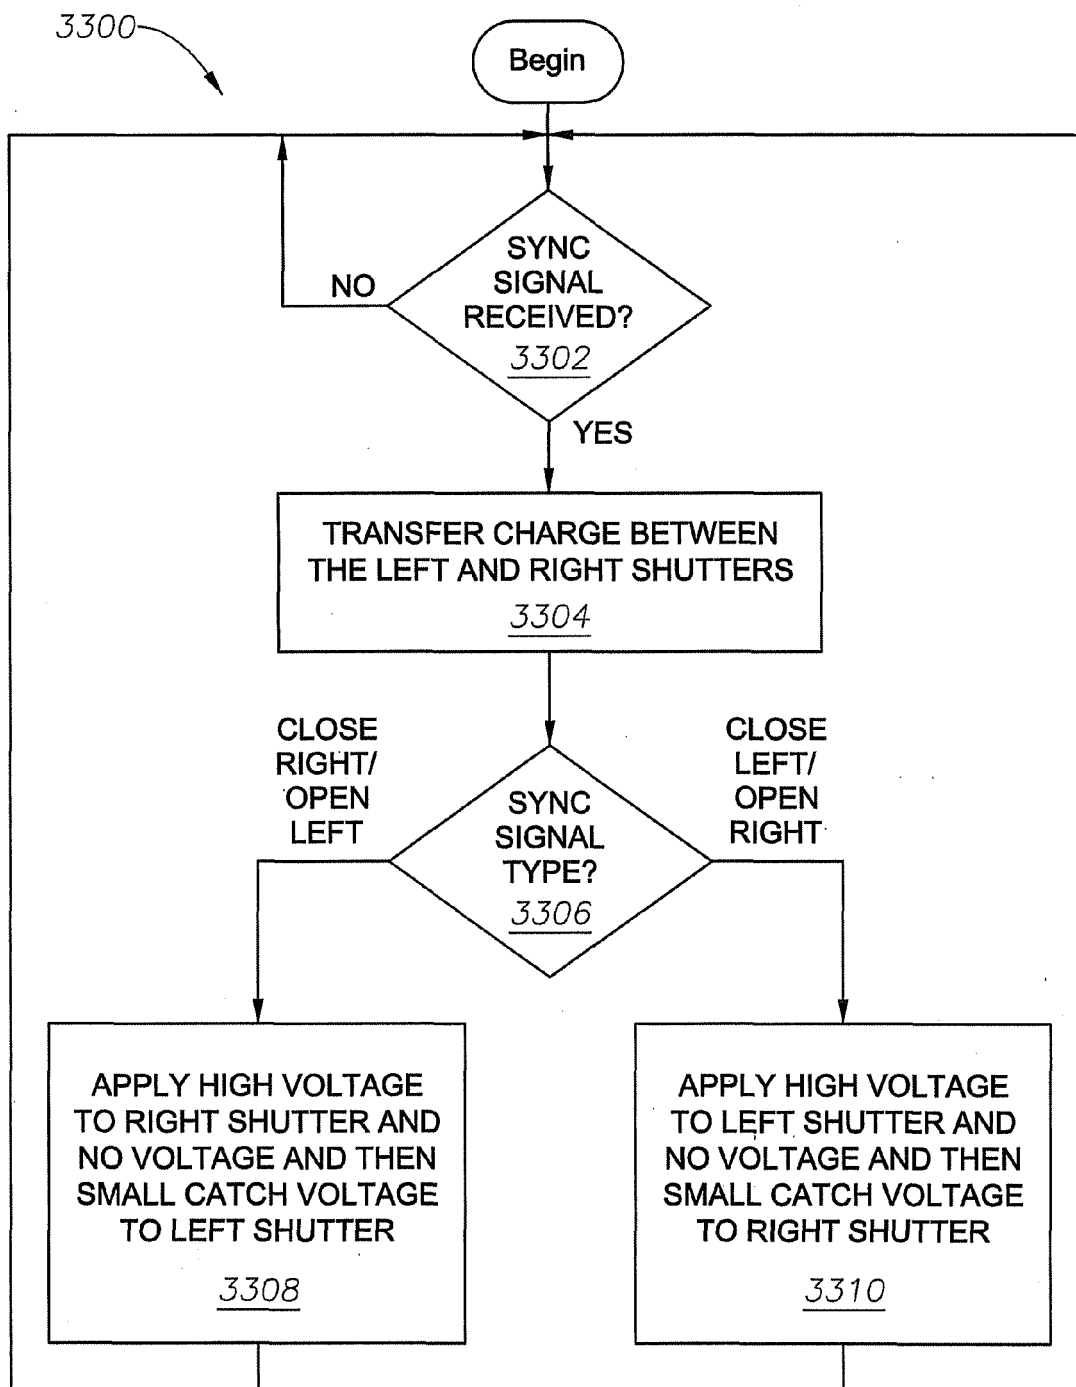 3300
Begin
SYNC
SIGNAL
RECEIVED?
3302
NO
YES
TRANSFER CHARGE BETWEEN
THE LEFT AND RIGHT SHUTTERS
3304
CLOSE
RIGHT/
OPEN
LEFT
CLOSE
LEFT/
OPEN
RIGHT
SYNC
SIGNAL
TYPE?
3306
APPLY HIGH VOLTAGE
TO RIGHT SHUTTER AND
NO VOLTAGE AND THEN
SMALL CATCH VOLTAGE
TO LEFT SHUTTER
3308
APPLY HIGH VOLTAGE
TO LEFT SHUTTER AND
NO VOLTAGE AND THEN
SMALL CATCH VOLTAGE
TO RIGHT SHUTTER
3310